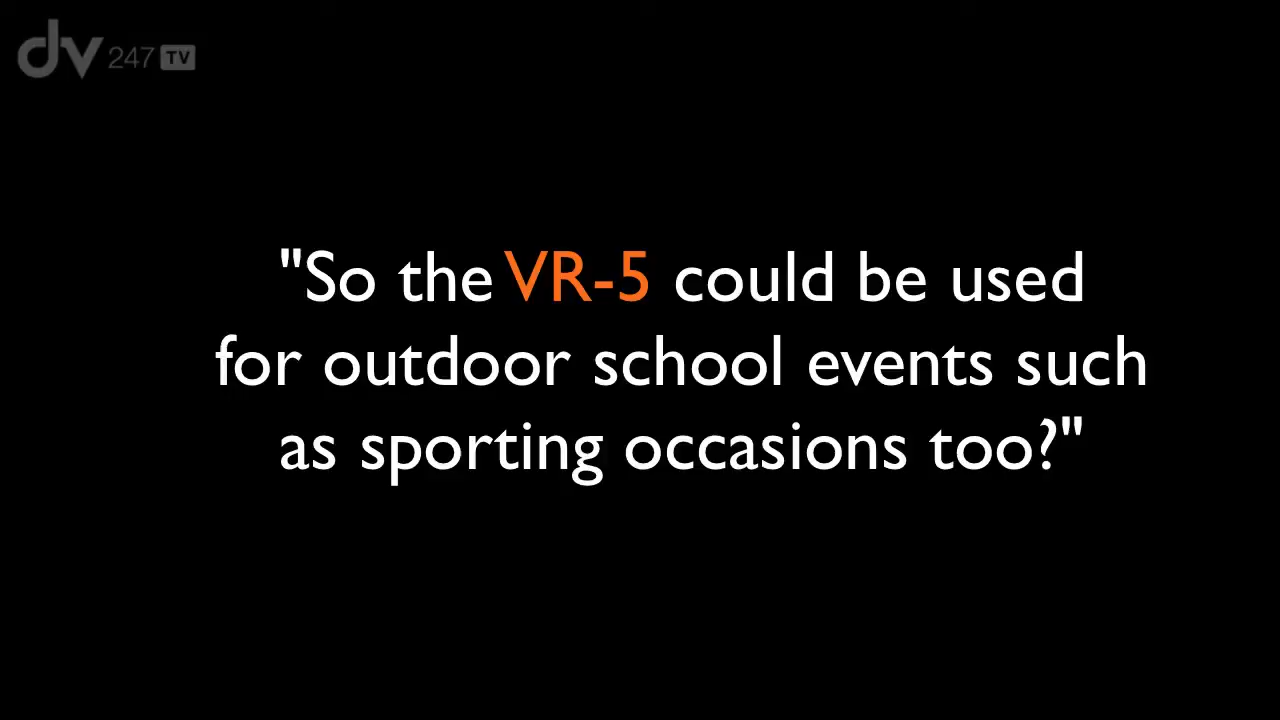 dv 247 TV
"So the VR-5 could be used
for outdoor school events such
as sporting occasions too?"